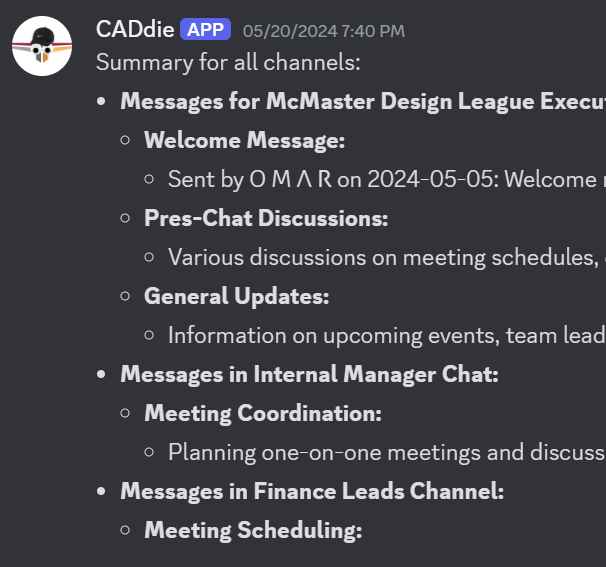 CADdie APP 05/20/2024 7:40 PM
Summary for all channels:
• Messages for McMaster Design League Execu
◦ Welcome Message:
◦ Sent by O M Λ R on 2024-05-05: Welcome
◦ Pres-Chat Discussions:
◦ Various discussions on meeting schedules,
◦ General Updates:
◦ Information on upcoming events, team lead
• Messages in Internal Manager Chat:
◦ Meeting Coordination:
◦ Planning one-on-one meetings and discuss
• Messages in Finance Leads Channel:
◦ Meeting Scheduling: